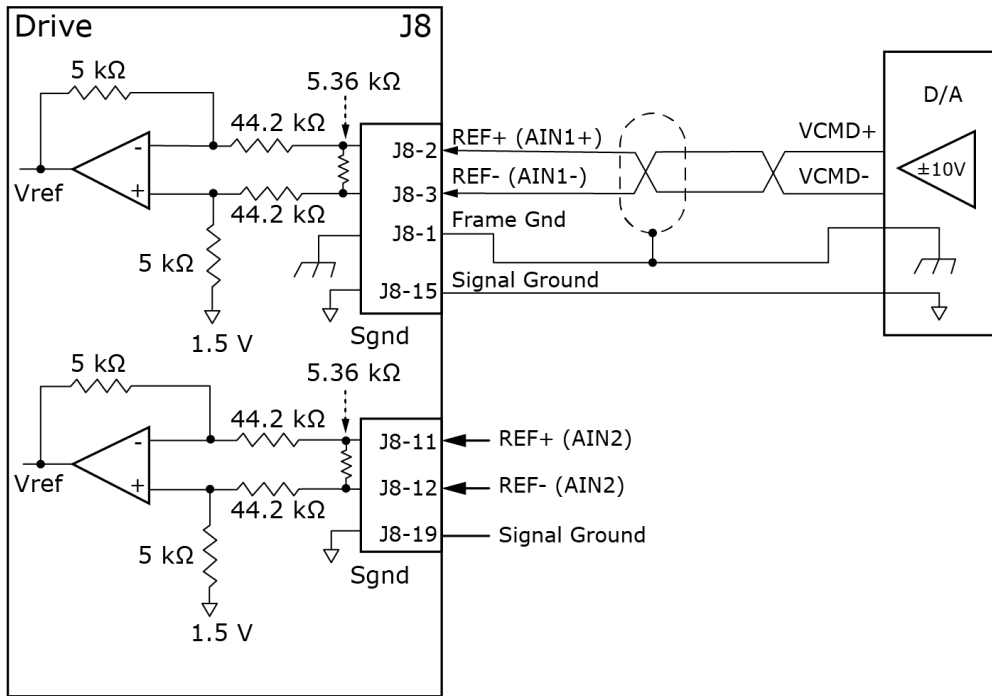 Drive J8
5 kΩ
5.36 kΩ
44.2 kΩ
-
+
Vref
44.2 kΩ
5 kΩ
1.5 V
J8-2
J8-3
J8-1
J8-15
Sgnd
REF+ (AIN1+)
REF- (AIN1-)
Frame Gnd
Signal Ground
VCMD+
VCMD-
D/A
±10V
5 kΩ
5.36 kΩ
44.2 kΩ
-
+
Vref
44.2 kΩ
5 kΩ
1.5 V
J8-11
J8-12
J8-19
Sgnd
REF+ (AIN2)
REF- (AIN2)
Signal Ground